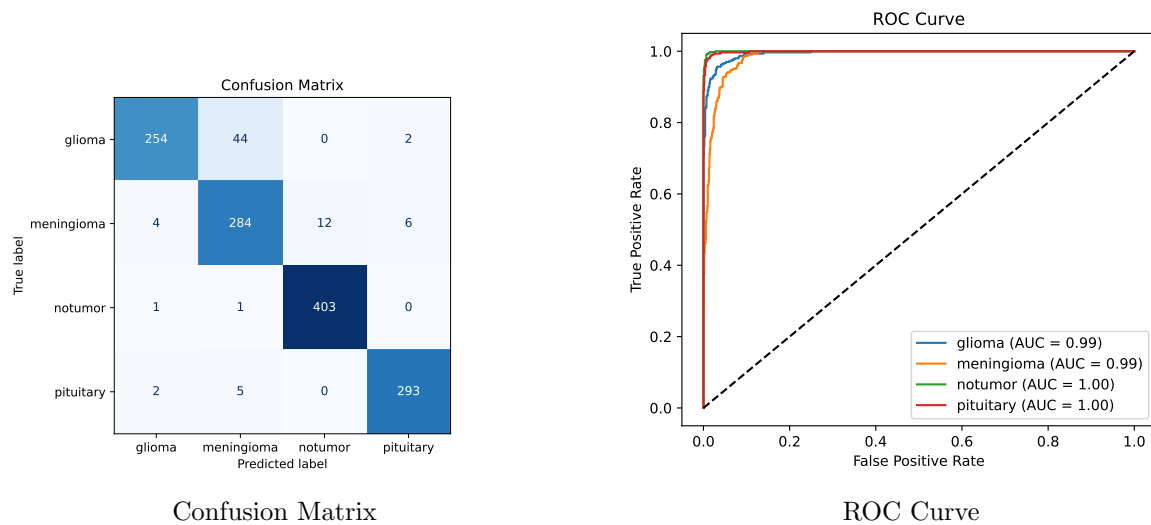 Confusion Matrix
True label
glioma 254 44 0 2
meningioma 4 284 12 6
notumor 1 1 403 0
pituitary 2 5 0 293
glioma meningioma notumor pituitary
Predicted label
Confusion Matrix
ROC Curve
True Positive Rate
1.0
0.8
0.6
0.4
0.2
0.0
glioma (AUC = 0.99)
meningioma (AUC = 0.99)
notumor (AUC = 1.00)
pituitary (AUC = 1.00)
0.0 0.2 0.4 0.6 0.8 1.0
False Positive Rate
ROC Curve